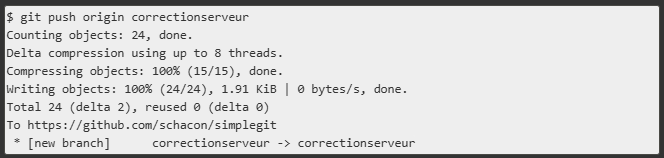 $ git push origin correctionserveur
Counting objects: 24, done.
Delta compression using up to 8 threads.
Compressing objects: 100% (15/15), done.
Writing objects: 100% (24/24), 1.91 KiB | 0 bytes/s, done.
Total 24 (delta 2), reused 0 (delta 0)
To https://github.com/schacon/simplegit
 * [new branch]      correctionserveur -> correctionserveur